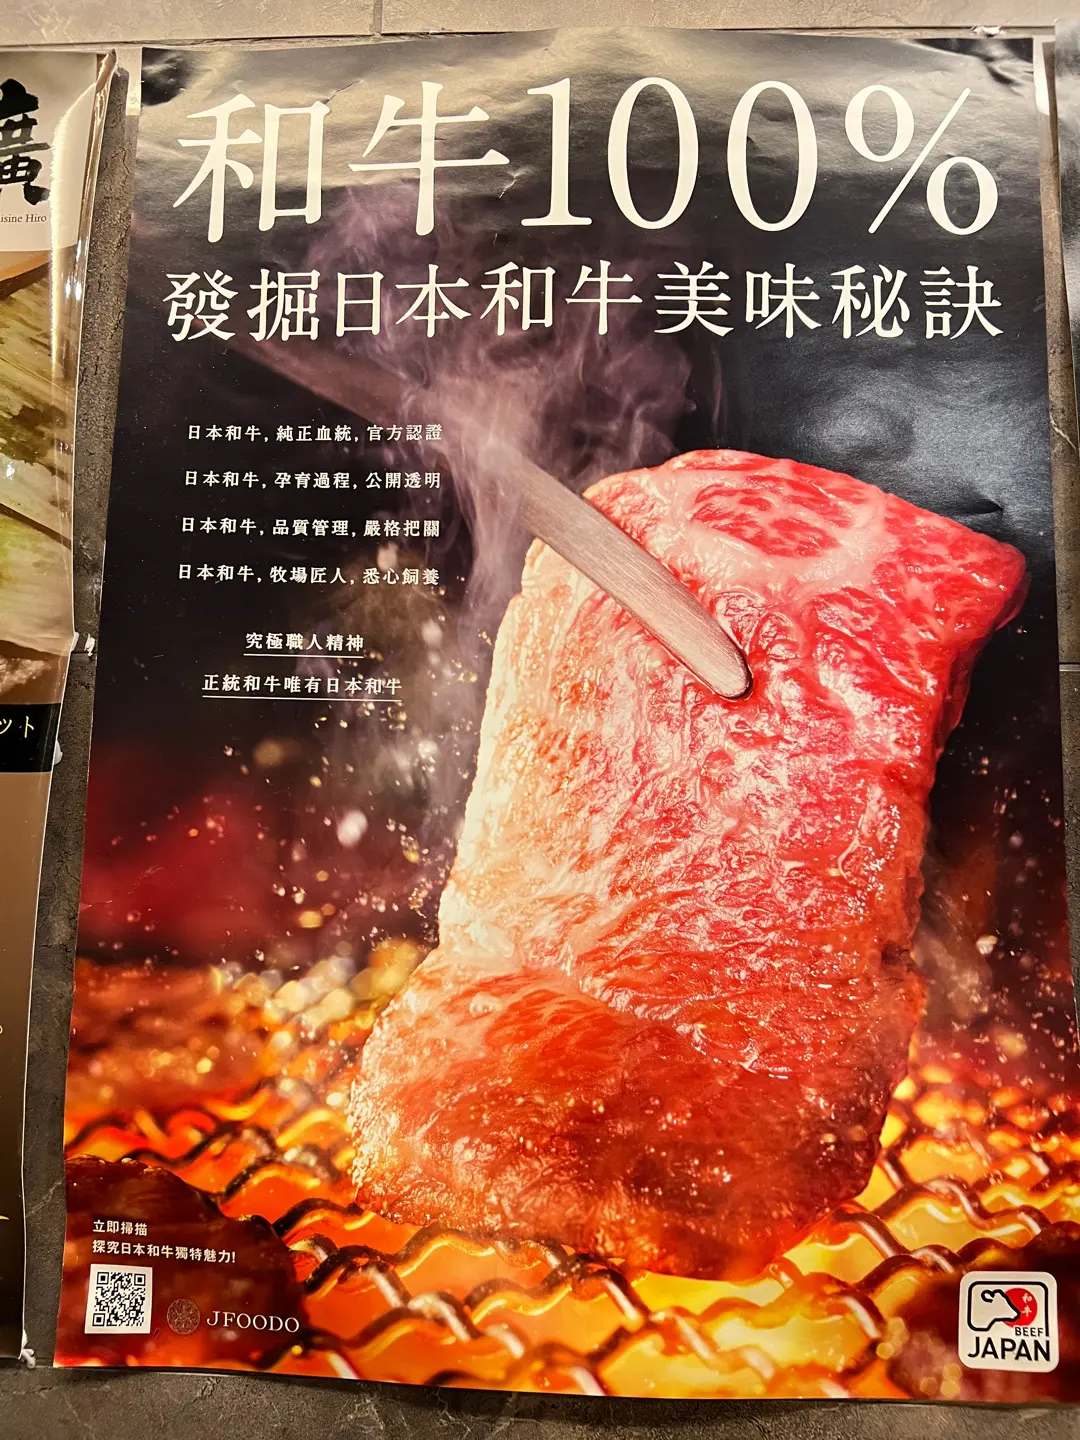 和牛100%
發掘日本和牛美味秘訣
日本和牛,純正血統,官方認證
日本和牛,孕育過程,公開透明
日本和牛,品質管理,嚴格把關
日本和牛,牧場匠人,悉心飼養
究極職人精神
正統和牛唯有日本和牛
立即掃描
探究日本和牛獨特魅力!
JFOODO
和牛
BEEF
JAPAN
廣
isine Hiro
ット